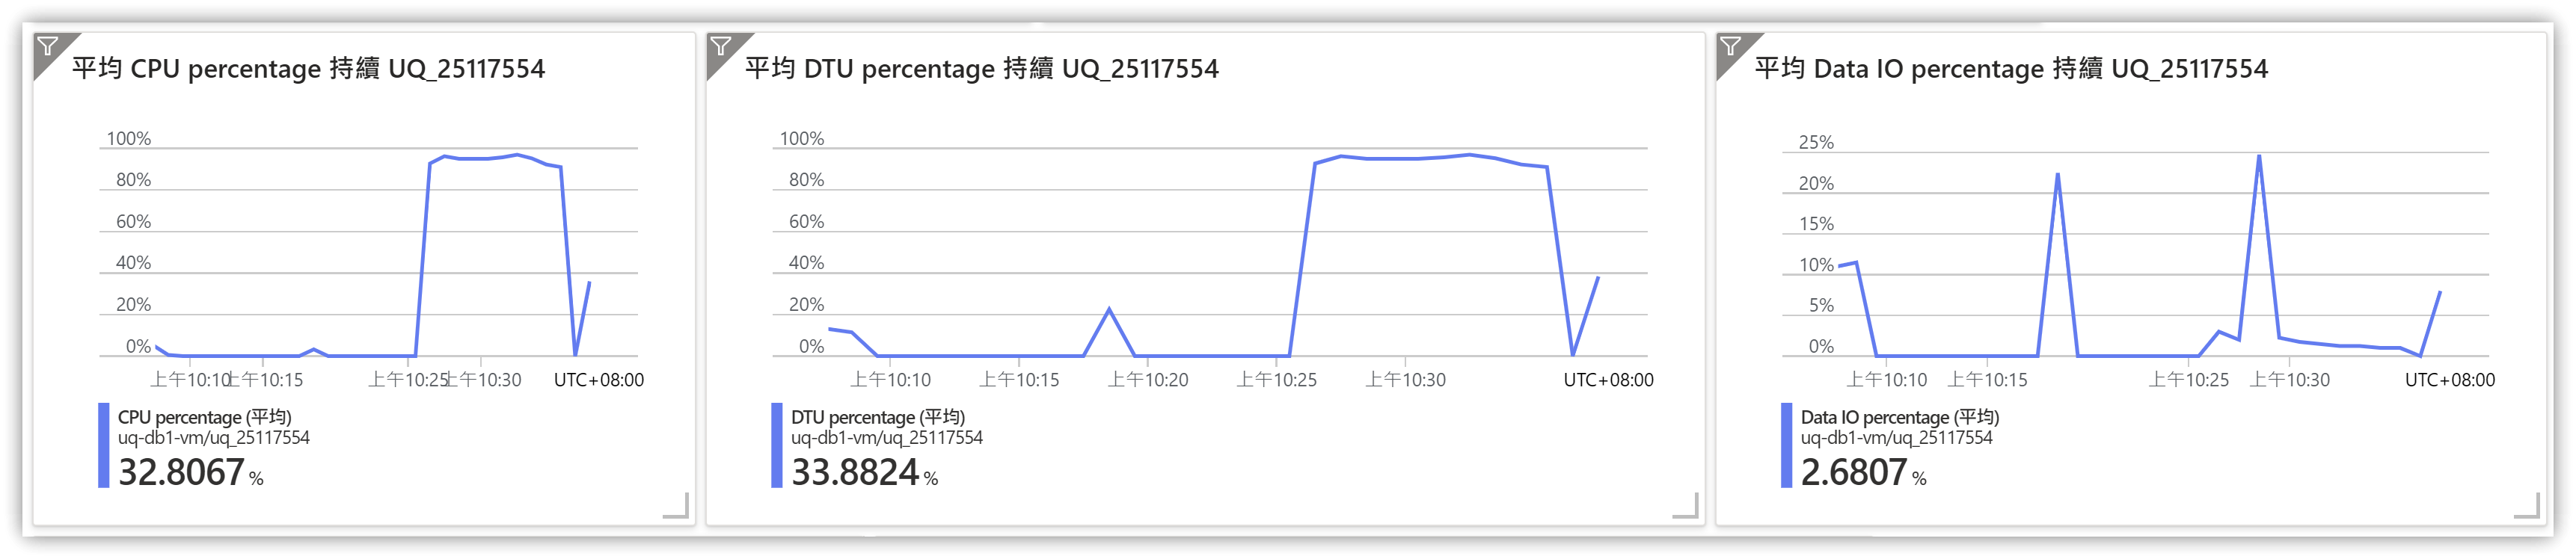 平均 CPU percentage 持續 UQ_25117554
100%
80%
60%
40%
20%
0%
上午10:10 上午10:15 上午10:25 上午10:30 UTC+08:00
CPU percentage (平均)
uq-db1-vm/uq_25117554
32.8067 %
平均 DTU percentage 持續 UQ_25117554
100%
80%
60%
40%
20%
0%
上午10:10 上午10:15 上午10:20 上午10:25 上午10:30 UTC+08:00
DTU percentage (平均)
uq-db1-vm/uq_25117554
33.8824 %
平均 Data IO percentage 持續 UQ_25117554
25%
20%
15%
10%
5%
0%
上午10:10 上午10:15 上午10:25 上午10:30 UTC+08:00
Data IO percentage (平均)
uq-db1-vm/uq_25117554
2.6807 %